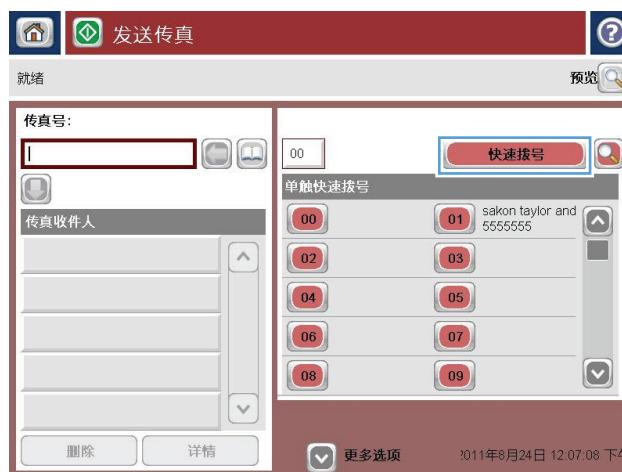 发送传真
就绪
预览
传真号:
00
快速拨号
单触快速拨号
传真收件人
00
01 sakon taylor and
5555555
02
03
04
05
06
07
08
09
删除
详情
更多选项
2011年8月24日 12:07:08 下午